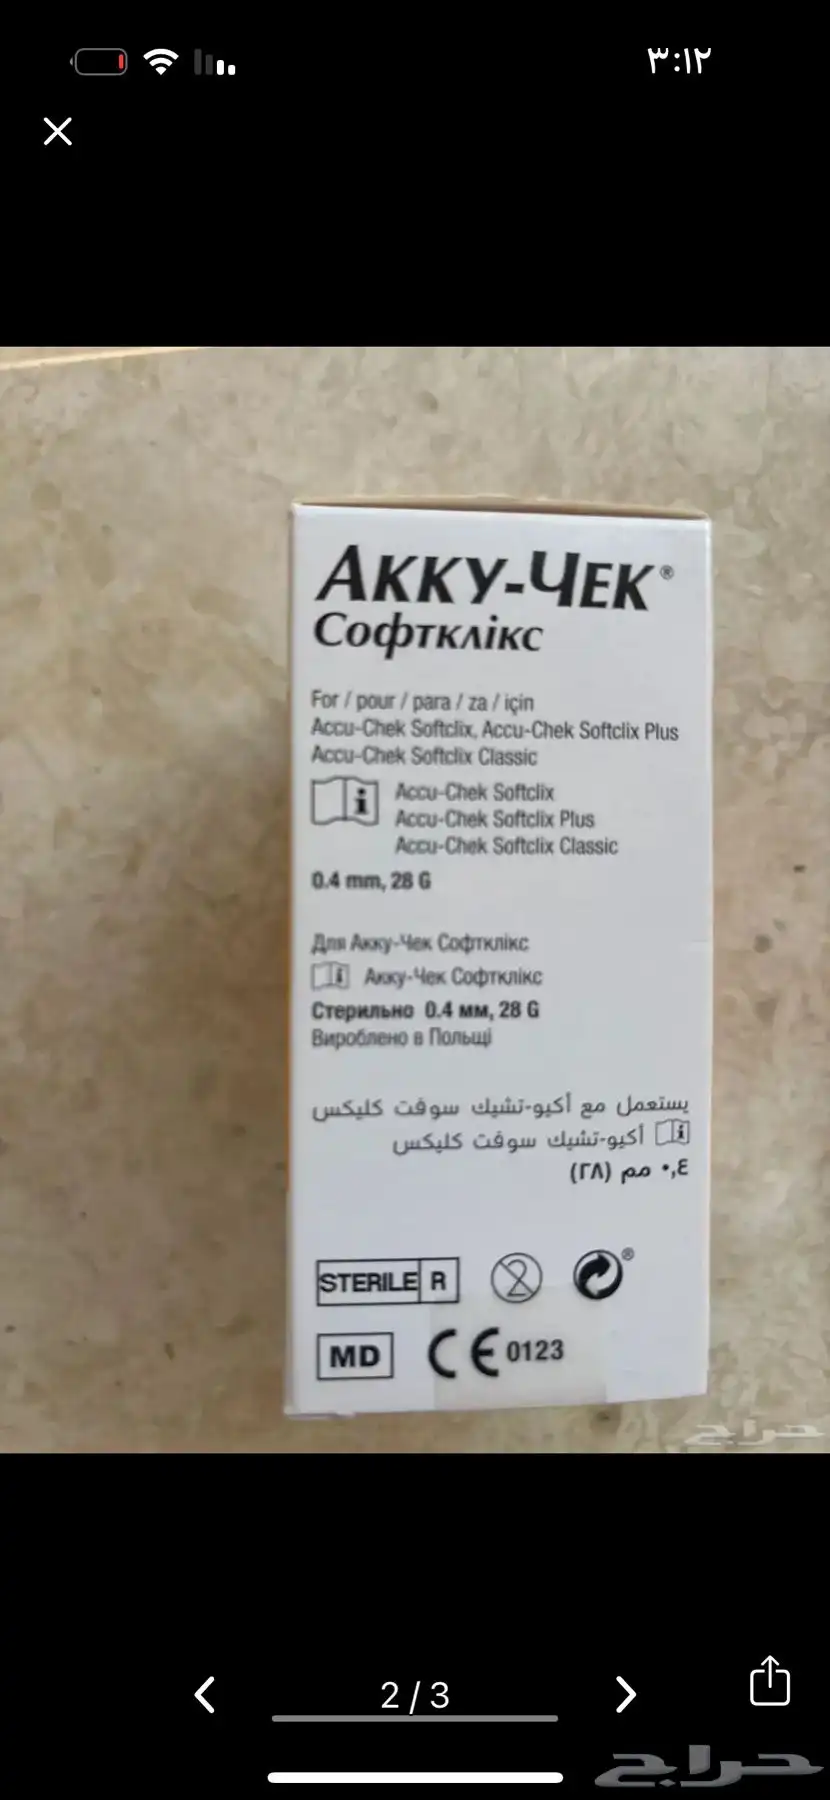 ٣:١٢
АККУ-ЧЕК®
Софтклікс
For / pour / para / za / için
Accu-Chek Softclix, Accu-Chek Softclix Plus
Accu-Chek Softclix Classic
i Accu-Chek Softclix
Accu-Chek Softclix Plus
Accu-Chek Softclix Classic
0.4 mm, 28 G
Для Акку-Чек Софтклікс
i Акку-Чек Софтклікс
Стерильно 0.4 мм, 28 G
Вироблено в Польщі
يستعمل مع أكيو-تشيك سوفت كليكس
i أكيو-تشيك سوفت كليكس
٠,٤ مم (٢٨)
STERILE R 2 ®
MD CE 0123
حراج
2 / 3
حراج